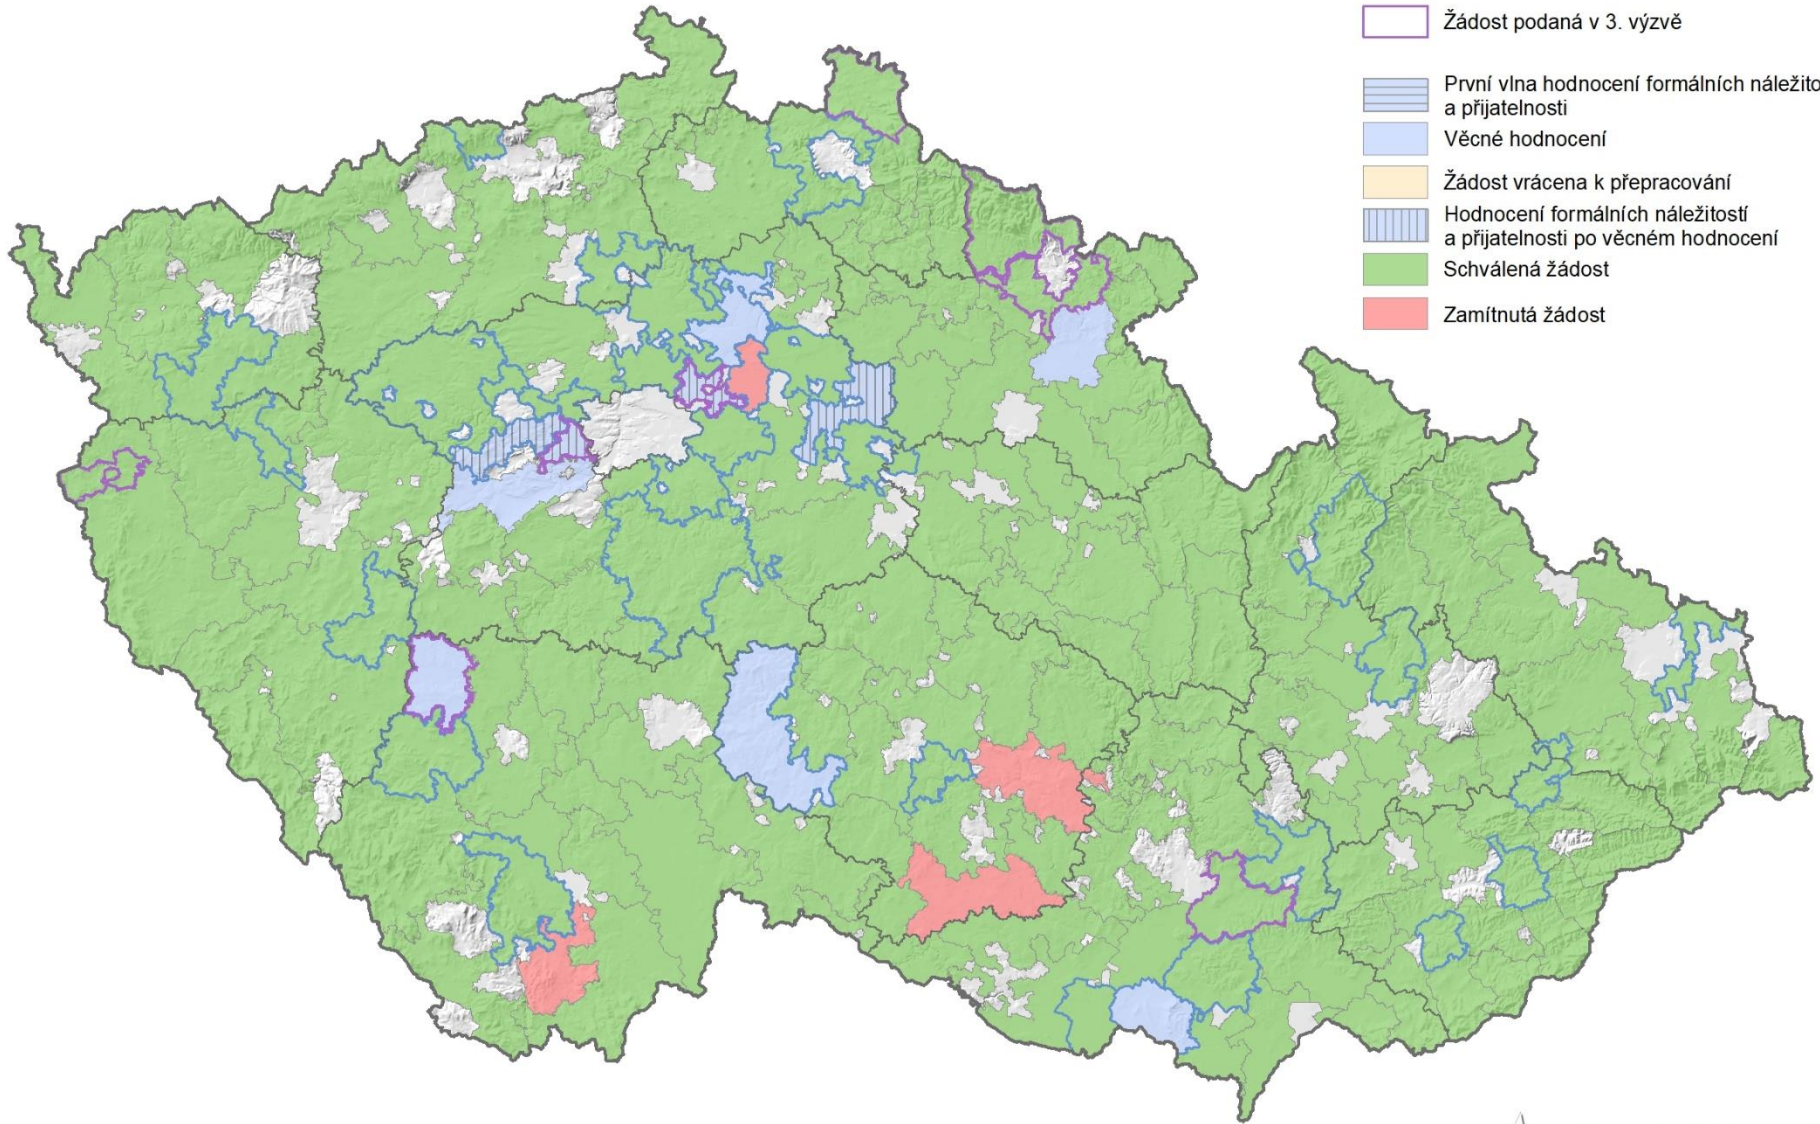 Žádost podaná v 3. výzvě
První vlna hodnocení formálních náležito
a přijatelnosti
Věcné hodnocení
Žádost vrácena k přepracování
Hodnocení formálních náležitostí
a přijatelnosti po věcném hodnocení
Schválená žádost
Zamítnutá žádost